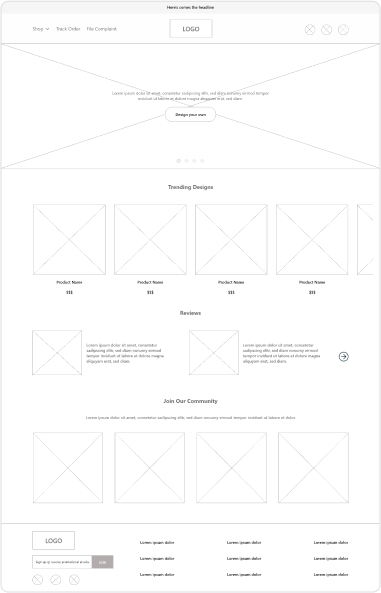 Here's comes the headline
Shop Track Order File Complaint
LOGO
Lorem ipsum dolor sit amet, consetetur sadipscing elitr, sed diam nonumy eirmod tempor
invidunt ut labore et dolore magna aliquyam erat, sed diam.
Design your own
Trending Designs
Product Name Product Name Product Name Product Name
$$$ $$$ $$$ $$$
Reviews
Lorem ipsum dolor sit amet, consetetur
sadipscing elitr, sed diam nonumy eirmod
tempor invidunt ut labore et dolore magna
aliquyam erat, sed diam.
Lorem ipsum dolor sit amet, consetetur
sadipscing elitr, sed diam nonumy eirmod
tempor invidunt ut labore et dolore magna
aliquyam erat, sed diam.
Join Our Community
Lorem ipsum dolor sit amet, consetetur sadipscing elitr, sed diam nonumy eirmod tempor invidunt ut labore et dolore
LOGO
Sign up to receive promotional emails
Lorem ipsum dolor Lorem ipsum dolor Lorem ipsum dolor
Lorem ipsum dolor Lorem ipsum dolor Lorem ipsum dolor
Lorem ipsum dolor Lorem ipsum dolor Lorem ipsum dolor